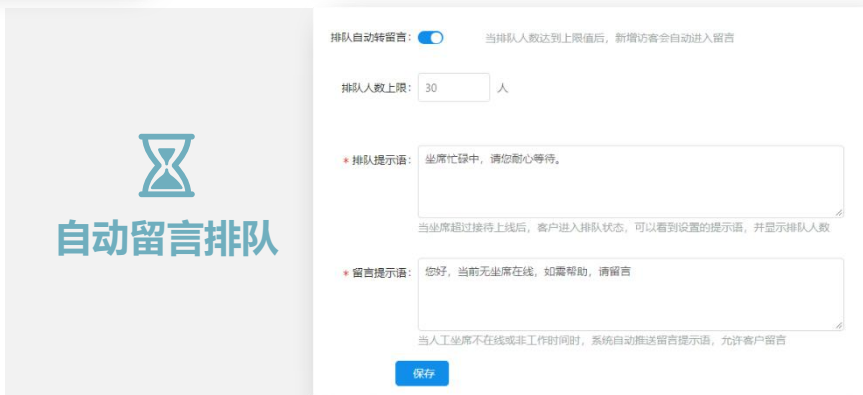 自动留言排队
排队自动转留言： 当排队人数达到上限值后，新增访客会自动进入留言
排队人数上限： 30 人
* 排队提示语： 坐席忙碌中，请您耐心等待。
当坐席超过接待上线后，客户进入排队状态，可以看到设置的提示语，并显示排队人数
* 留言提示语： 您好，当前无坐席在线，如需帮助，请留言
当人工坐席不在线或非工作时间时，系统自动推送留言提示语，允许客户留言
保存